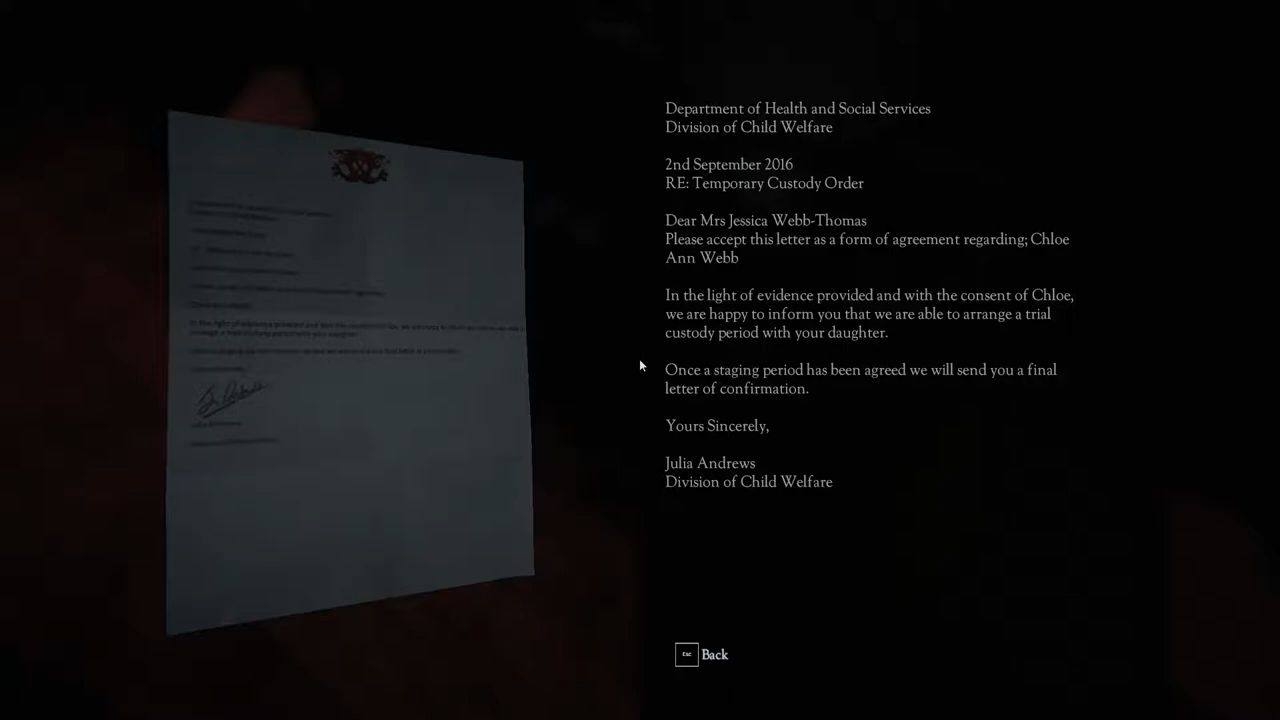 Department of Health and Social Services
Division of Child Welfare
2nd September 2016
RE: Temporary Custody Order
Dear Mrs Jessica Webb-Thomas
Please accept this letter as a form of agreement regarding; Chloe
Ann Webb
In the light of evidence provided and with the consent of Chloe,
we are happy to inform you that we are able to arrange a trial
custody period with your daughter.
Once a staging period has been agreed we will send you a final
letter of confirmation.
Yours Sincerely,
Julia Andrews
Division of Child Welfare
Esc Back